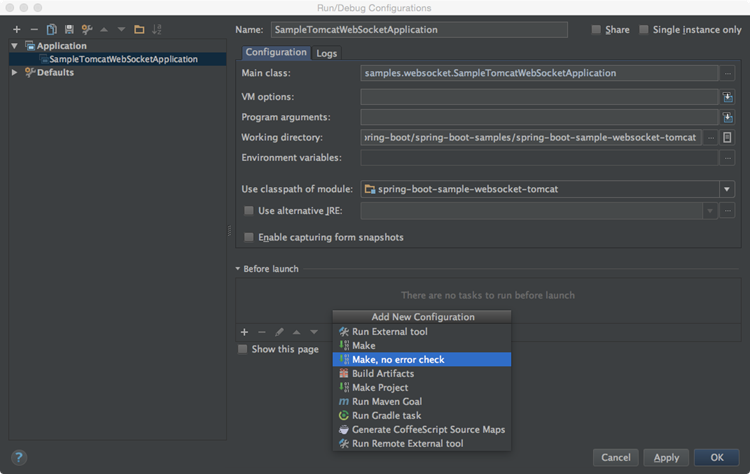 Run/Debug Configurations
Name: SampleTomcatWebSocketApplication
Share
Single instance only
Application
SampleTomcatWebSocketApplication
Defaults
Configuration Logs
Main class: samples.websocket.SampleTomcatWebSocketApplication
VM options:
Program arguments:
Working directory: ring-boot/spring-boot-samples/spring-boot-sample-websocket-tomcat
Environment variables:
Use classpath of module: spring-boot-sample-websocket-tomcat
Use alternative JRE:
Enable capturing form snapshots
Before launch
There are no tasks to run before launch
Show this page
Add New Configuration
Run External tool
Make
Make, no error check
Build Artifacts
Make Project
Run Maven Goal
Run Gradle task
Generate CoffeeScript Source Maps
Run Remote External tool
?
Cancel Apply OK